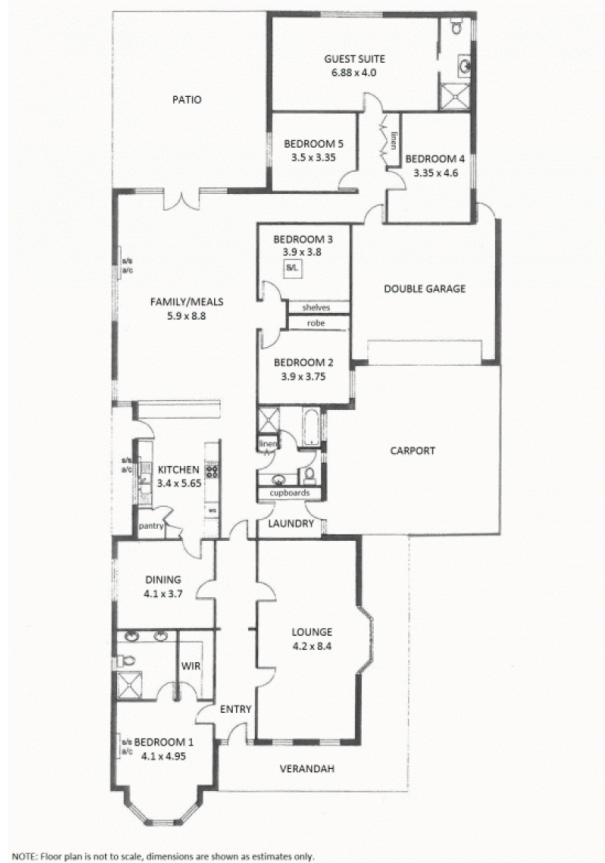 GUEST SUITE
6.88 x 4.0
PATIO
BEDROOM 5
3.5 x 3.35
linen
BEDROOM 4
3.35 x 4.6
BEDROOM 3
3.9 x 3.8
S/L
s/s
a/c
DOUBLE GARAGE
FAMILY/MEALS
5.9 x 8.8
shelves
robe
BEDROOM 2
3.9 x 3.75
linen
CARPORT
s/s
a/c
KITCHEN
3.4 x 5.65
cupboards
pantry
LAUNDRY
DINING
4.1 x 3.7
LOUNGE
4.2 x 8.4
WIR
ENTRY
s/s
a/c
BEDROOM 1
4.1 x 4.95
VERANDAH
NOTE: Floor plan is not to scale, dimensions are shown as estimates only.